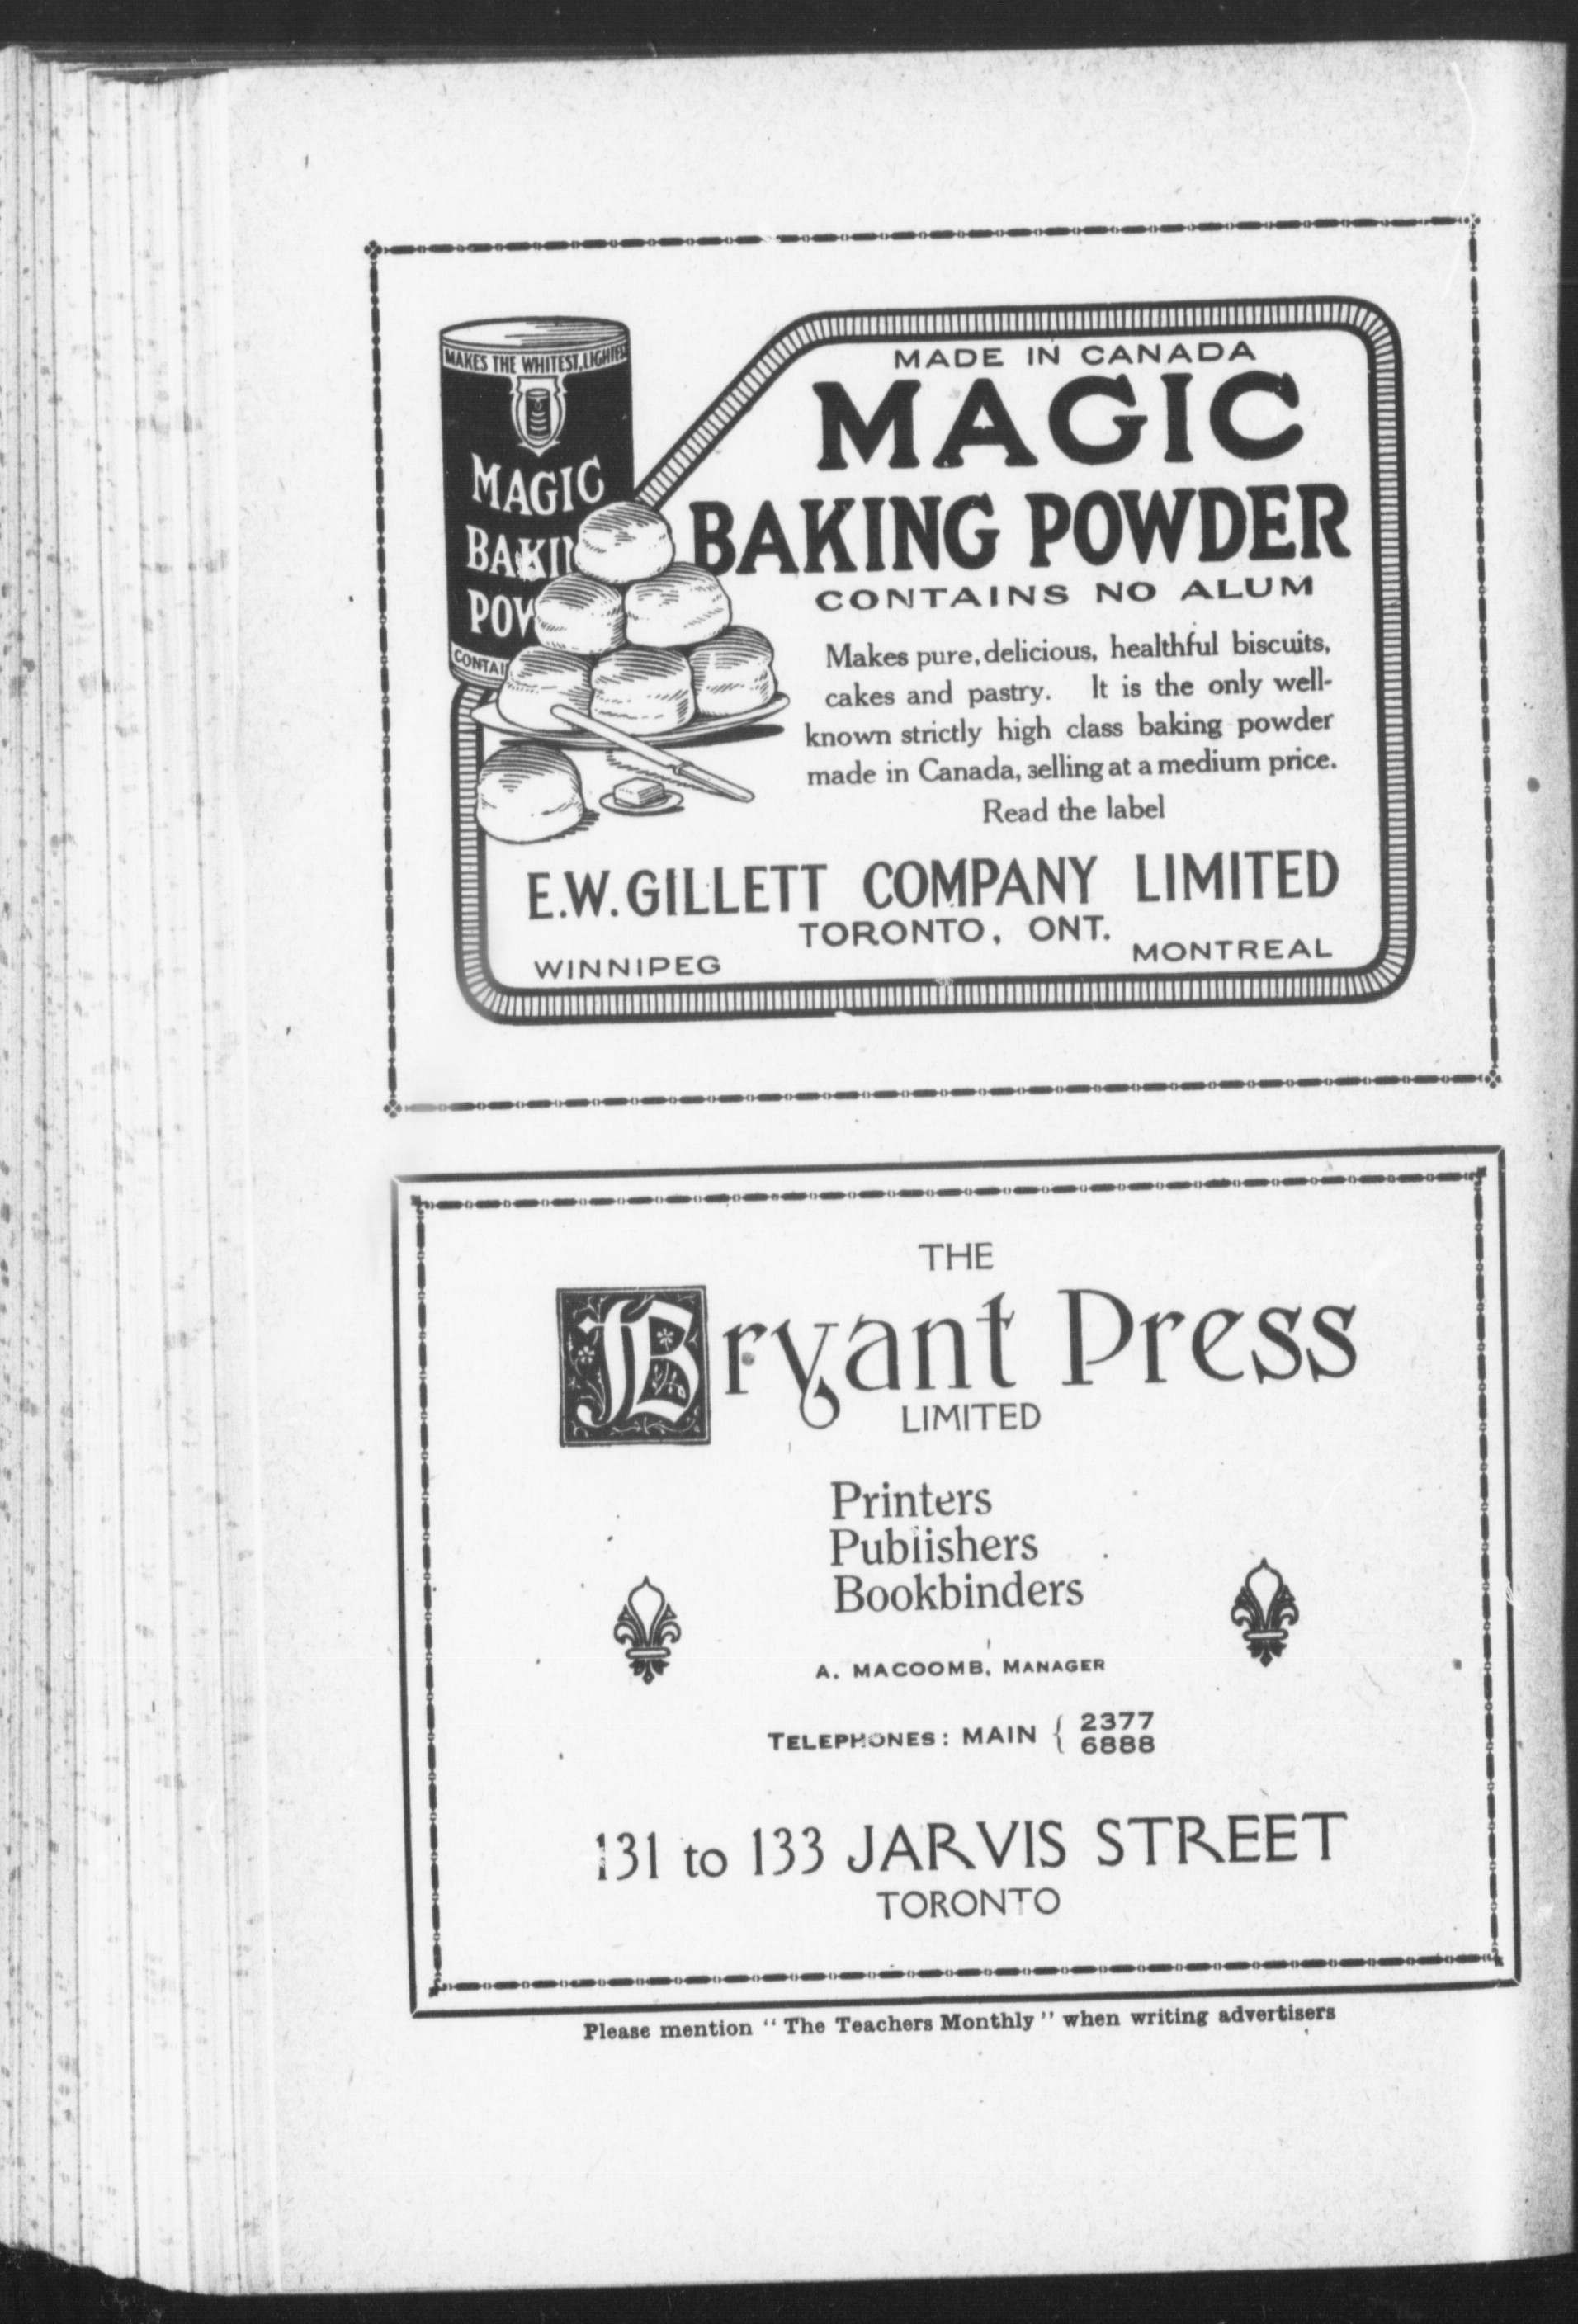 MAKES THE WHITEST, LIGHTES
MAGIC
BAKIN
POW
CONTAI
MADE IN CANADA
MAGIC
BAKING POWDER
CONTAINS NO ALUM
Makes pure, delicious, healthful biscuits,
cakes and pastry. It is the only well-
known strictly high class baking powder
made in Canada, selling at a medium price.
Read the label
E.W. GILLETT COMPANY LIMITED
TORONTO, ONT.
WINNIPEG MONTREAL
THE
Bryant Press
LIMITED
Printers
Publishers
Bookbinders
A. MACOOMB, MANAGER
TELEPHONES: MAIN { 2377
6888
131 to 133 JARVIS STREET
TORONTO
Please mention "The Teachers Monthly" when writing advertisers